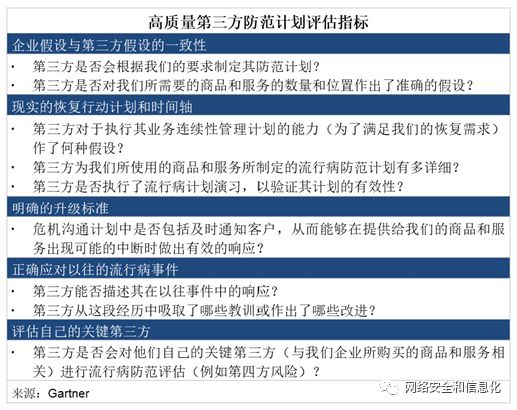 高质量第三方防范计划评估指标
企业假设与第三方假设的一致性
· 第三方是否会根据我们的要求制定其防范计划？
· 第三方是否对我们所需要的商品和服务的数量和位置作出了准确的假设？
现实的恢复行动计划和时间轴
· 第三方对于执行其业务连续性管理计划的能力（为了满足我们的恢复需求）
作了何种假设？
· 第三方为我们所使用的商品和服务所制定的流行病防范计划有多详细？
· 第三方是否执行了流行病计划演习，以验证其计划的有效性？
明确的升级标准
· 危机沟通计划中是否包括及时通知客户，从而能够在提供给我们的商品和服
务出现可能的中断时做出有效的响应？
正确应对以往的流行病事件
· 第三方能否描述其在以往事件中的响应？
· 第三方从这段经历中吸取了哪些教训或作出了哪些改进？
评估自己的关键第三方
· 第三方是否会对他们自己的关键第三方（与我们企业所购买的商品和服务相
关）进行流行病防范评估（例如第四方风险）？
来源：Gartner
网络安全和信息化